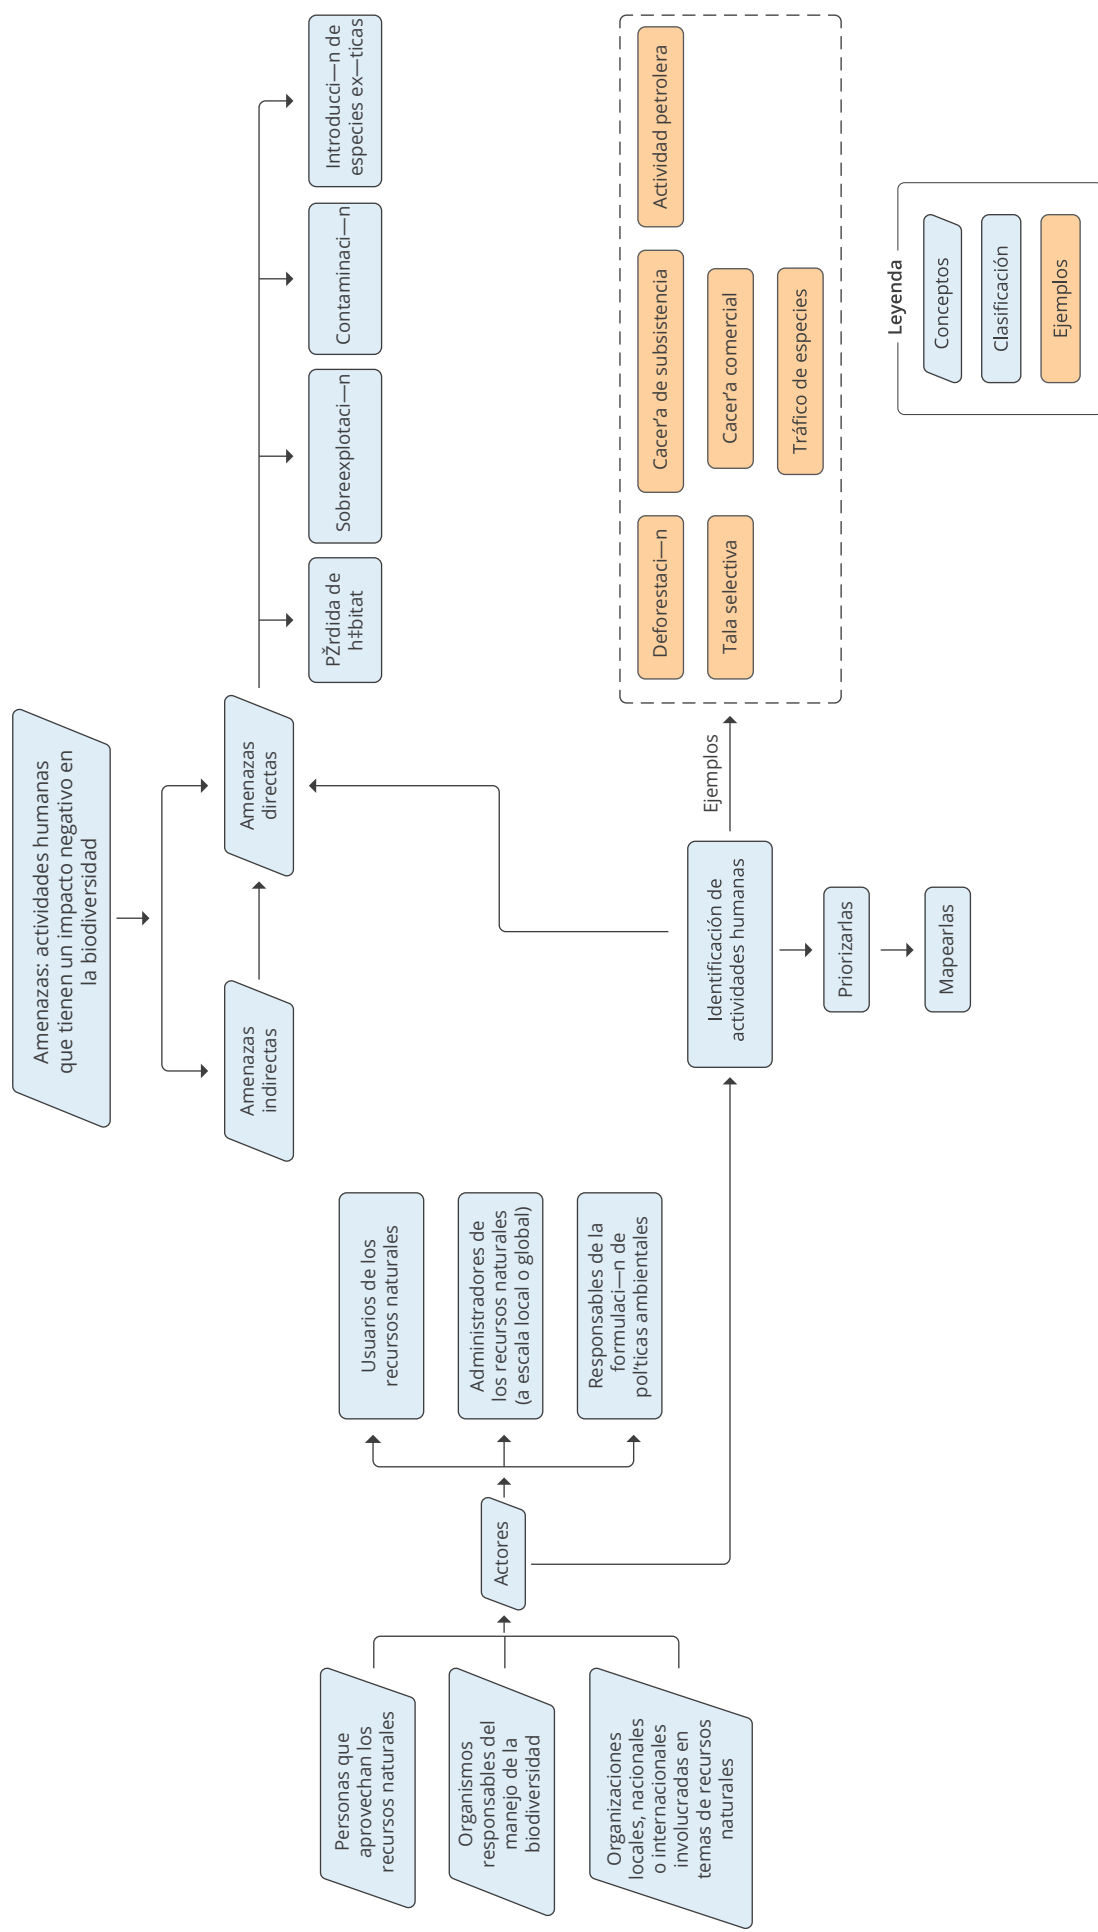 Amenazas: actividades humanas
que tienen un impacto negativo en
la biodiversidad
Amenazas
indirectas
Amenazas
directas
PŽrdida de
h‡bitat
Sobreexplotaci—n
Contaminaci—n
Introducci—n de
especies ex—ticas
Personas que
aprovechan los
recursos naturales
Organismos
responsables del
manejo de la
biodiversidad
Organizaciones
locales, nacionales
o internacionales
involucradas en
temas de recursos
naturales
Actores
Usuarios de los
recursos naturales
Administradores de
los recursos naturales
(a escala local o global)
Responsables de la
formulaci—n de
pol’ticas ambientales
Identificación de
actividades humanas
Priorizarlas
Mapearlas
Ejemplos
Deforestaci—n
Tala selectiva
Cacer’a de subsistencia
Cacer’a comercial
Tráfico de especies
Actividad petrolera
Leyenda
Conceptos
Clasificación
Ejemplos